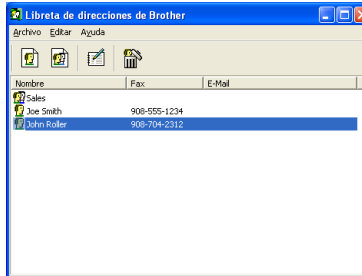 Libreta de direcciones de Brother
Archivo Editar Ayuda
Nombre Fax E-Mail
Sales
Joe Smith 908-555-1234
John Roller 908-704-2312